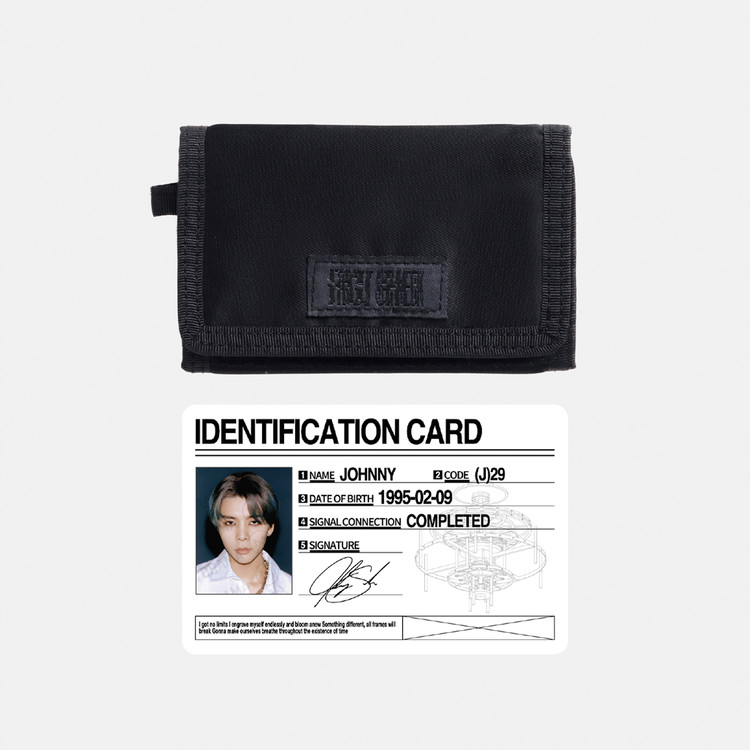 IDENTIFICATION CARD
1 NAME JOHNNY 2 CODE (J)29
3 DATE OF BIRTH 1995-02-09
4 SIGNAL CONNECTION COMPLETED
5 SIGNATURE
I got no limits I engrave myself endlessly and bloom anew Something different, all frames will
break Gonna make ourselves breathe throughout the existence of time